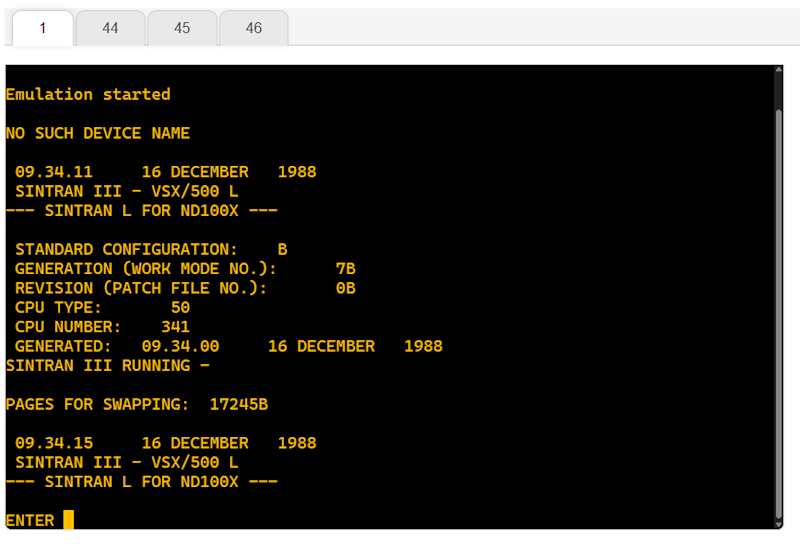 1 44 45 46
Emulation started
NO SUCH DEVICE NAME
09.34.11 16 DECEMBER 1988
SINTRAN III - VSX/500 L
--- SINTRAN L FOR ND100X ---
STANDARD CONFIGURATION: B
GENERATION (WORK MODE NO.): 7B
REVISION (PATCH FILE NO.): 0B
CPU TYPE: 50
CPU NUMBER: 341
GENERATED: 09.34.00 16 DECEMBER 1988
SINTRAN III RUNNING -
PAGES FOR SWAPPING: 17245B
09.34.15 16 DECEMBER 1988
SINTRAN III - VSX/500 L
--- SINTRAN L FOR ND100X ---
ENTER